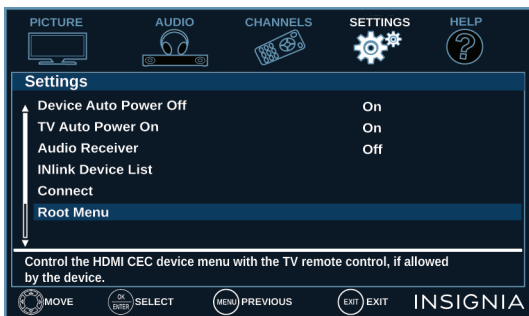 PICTURE AUDIO CHANNELS SETTINGS HELP
Settings
Device Auto Power Off On
TV Auto Power On On
Audio Receiver Off
INlink Device List
Connect
Root Menu
Control the HDMI CEC device menu with the TV remote control, if allowed
by the device.
MOVE OK ENTER SELECT MENU PREVIOUS EXIT EXIT INSIGNIA